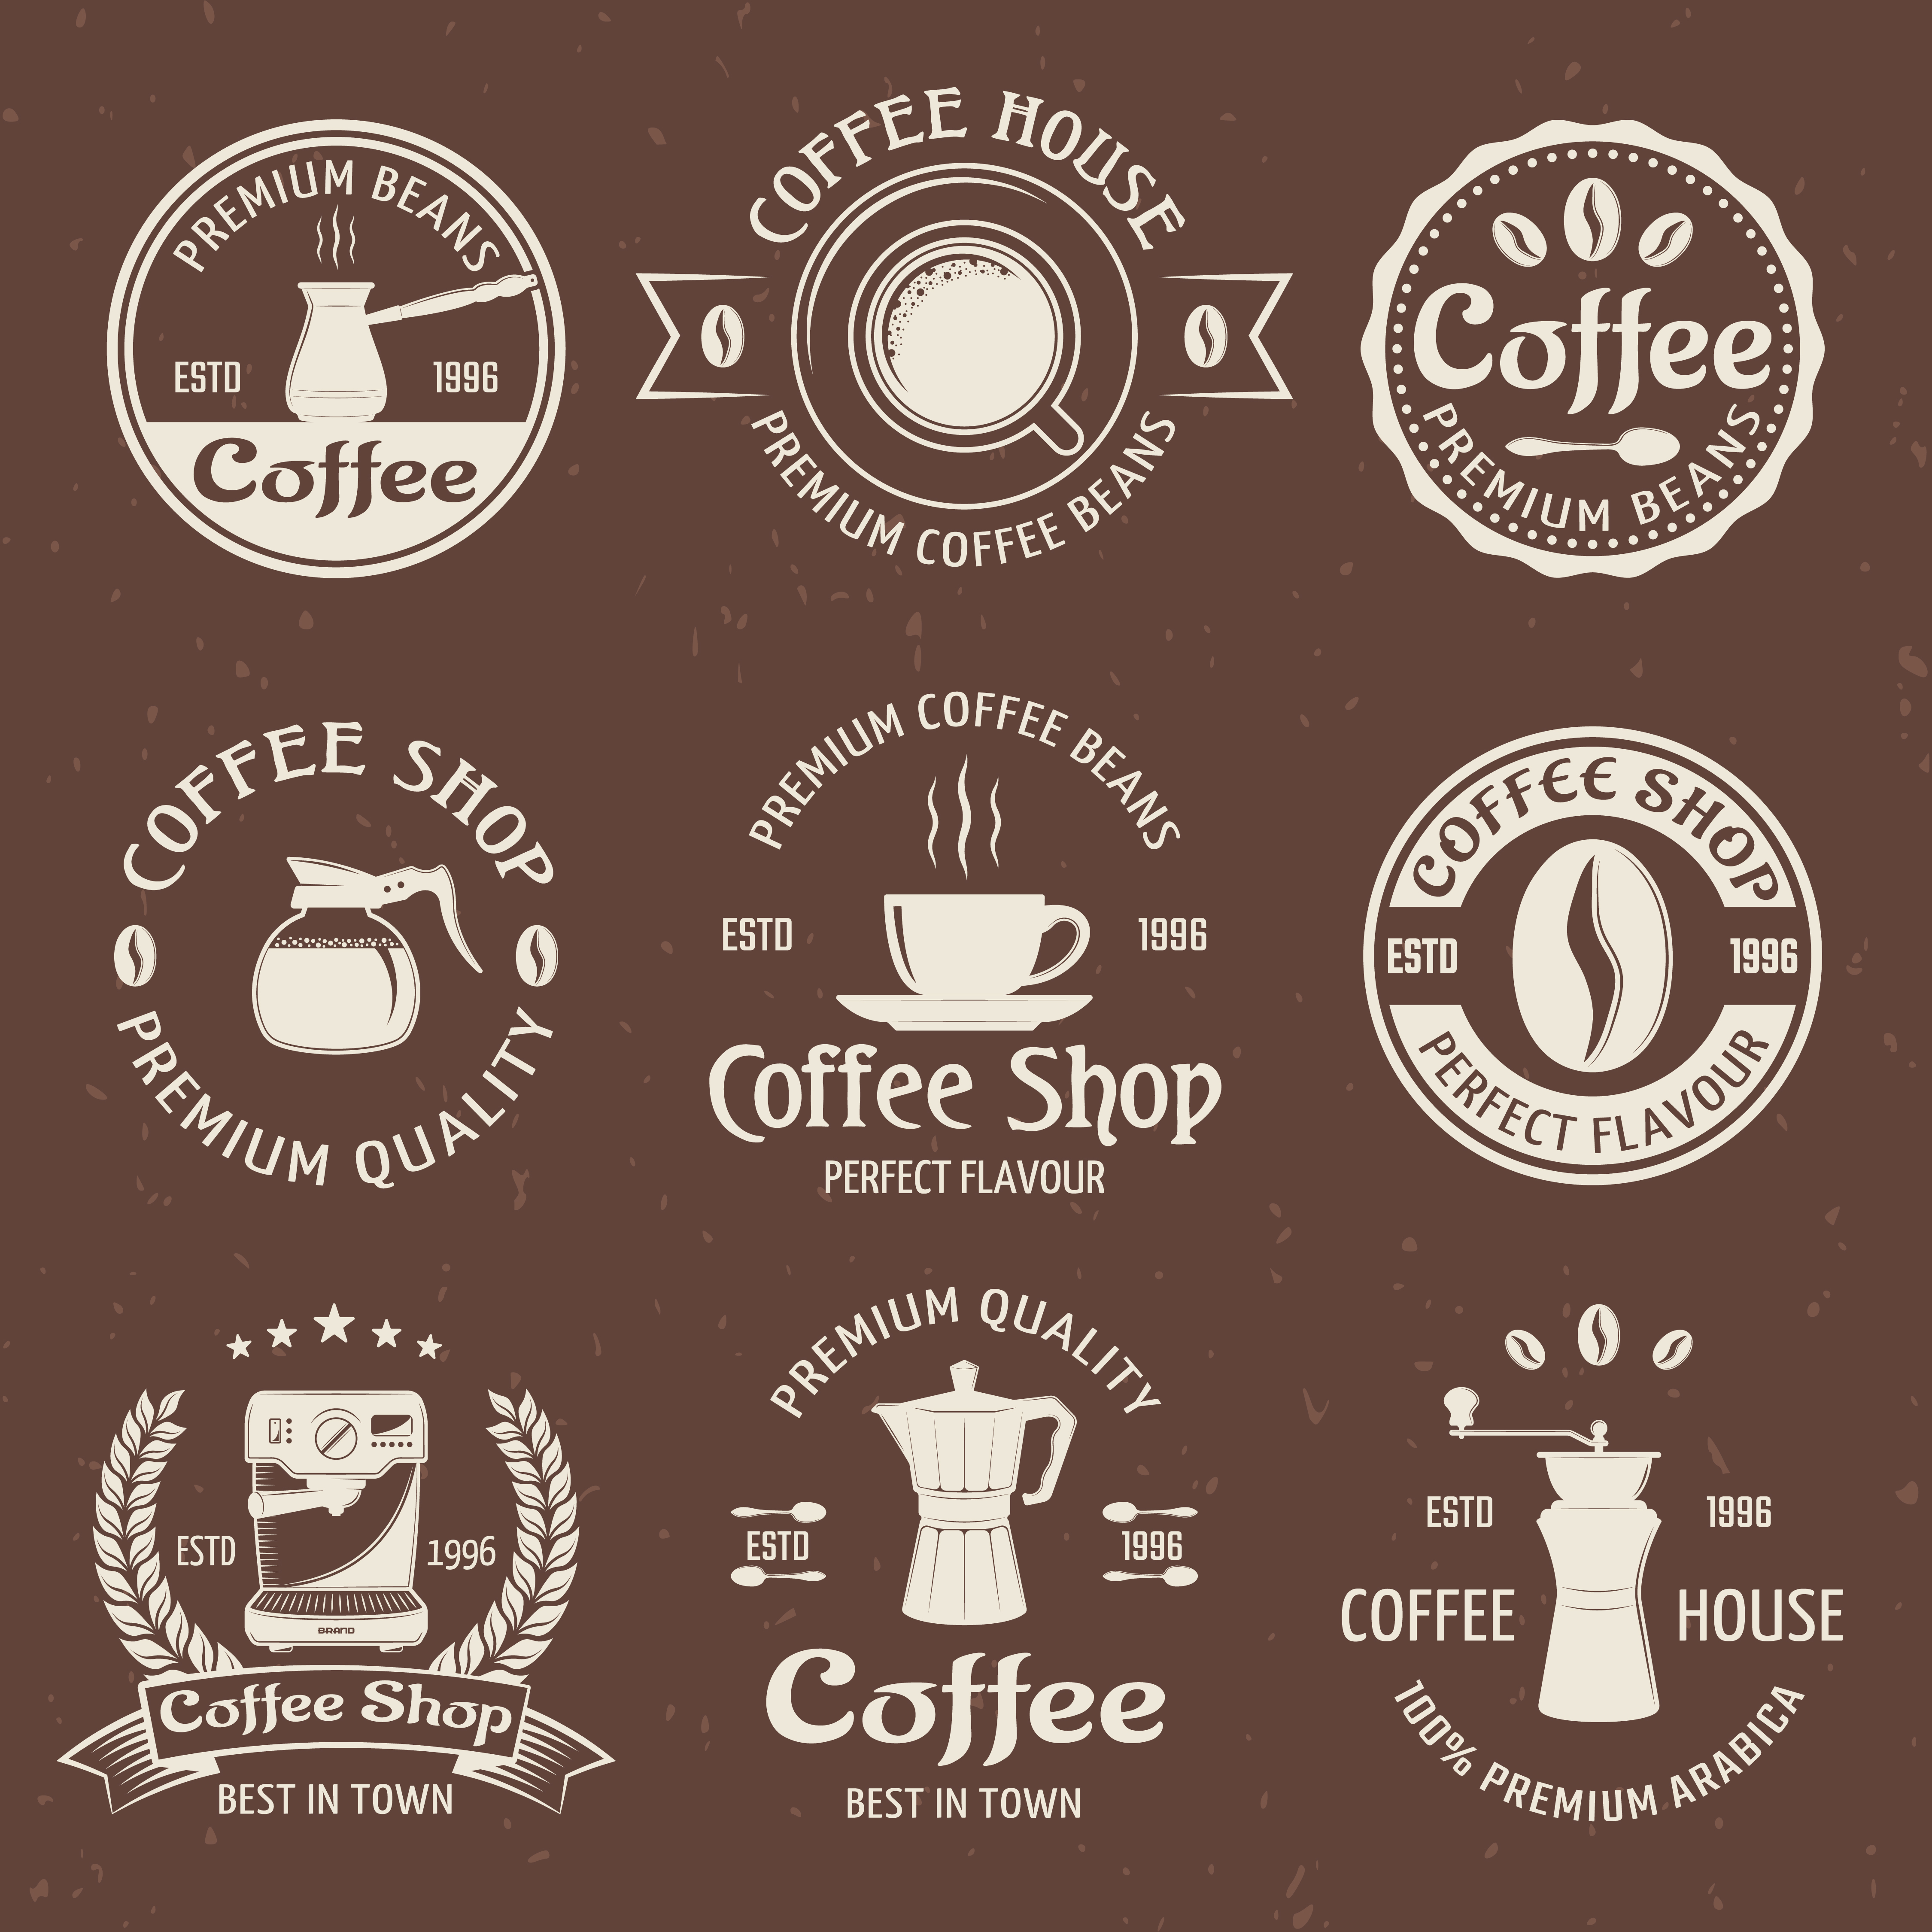 PREMIUM BEANS
ESTD 1996
Coffee
COFFEE HOUSE
PREMIUM COFFEE BEANS
Coffee
PREMIUM BEANS
COFFEE SHOP
PREMIUM QUALITY
PREMIUM COFFEE BEANS
ESTD 1996
Coffee Shop
PERFECT FLAVOUR
COFFEE SHOP
ESTD 1996
PERFECT FLAVOUR
ESTD 1996
BRAND
Coffee Shop
BEST IN TOWN
PREMIUM QUALITY
ESTD 1996
Coffee
BEST IN TOWN
ESTD 1996
COFFEE HOUSE
100% PREMIUM ARABICA